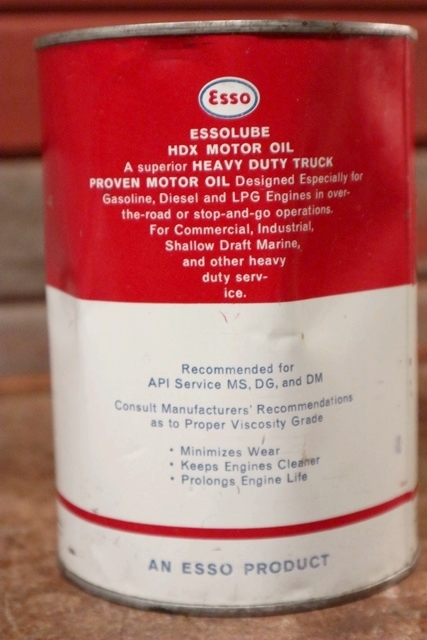 Esso
ESSOLUBE
HDX MOTOR OIL
A superior HEAVY DUTY TRUCK
PROVEN MOTOR OIL Designed Especially for
Gasoline, Diesel and LPG Engines in over-
the-road or stop-and-go operations.
For Commercial, Industrial,
Shallow Draft Marine,
and other heavy
duty serv-
ice.
Recommended for
API Service MS, DG, and DM
Consult Manufacturers' Recommendations
as to Proper Viscosity Grade
• Minimizes Wear
• Keeps Engines Cleaner
• Prolongs Engine Life
AN ESSO PRODUCT